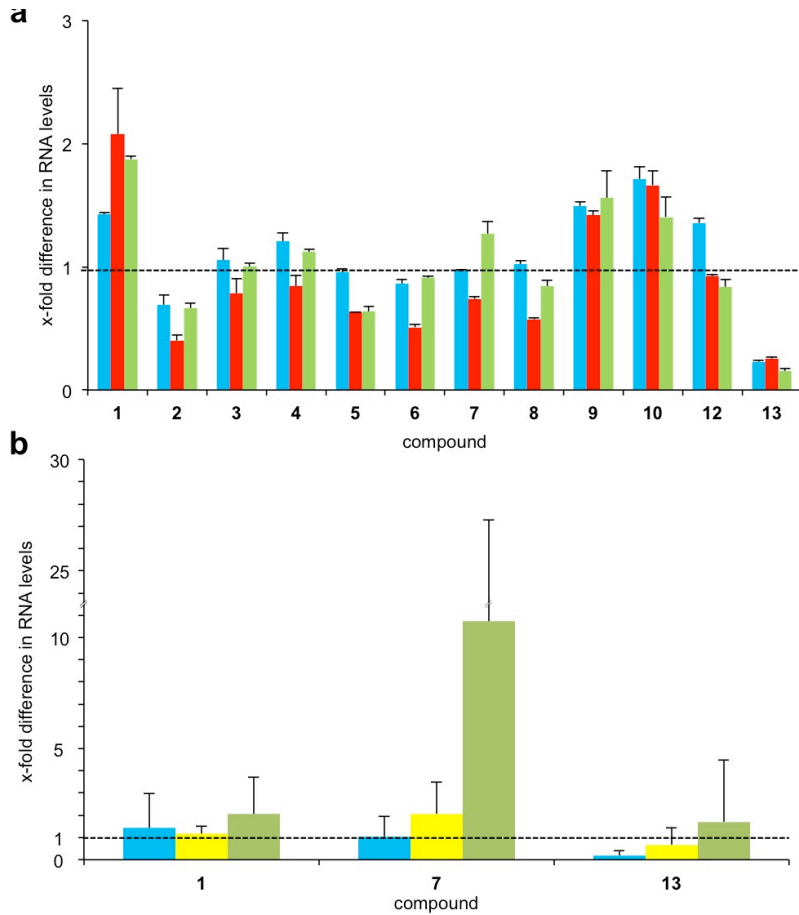 a
3
2
1
0
x-fold difference in RNA levels
1 2 3 4 5 6 7 8 9 10 12 13
compound
b
30
25
10
5
1
0
x-fold difference in RNA levels
1 7 13
compound